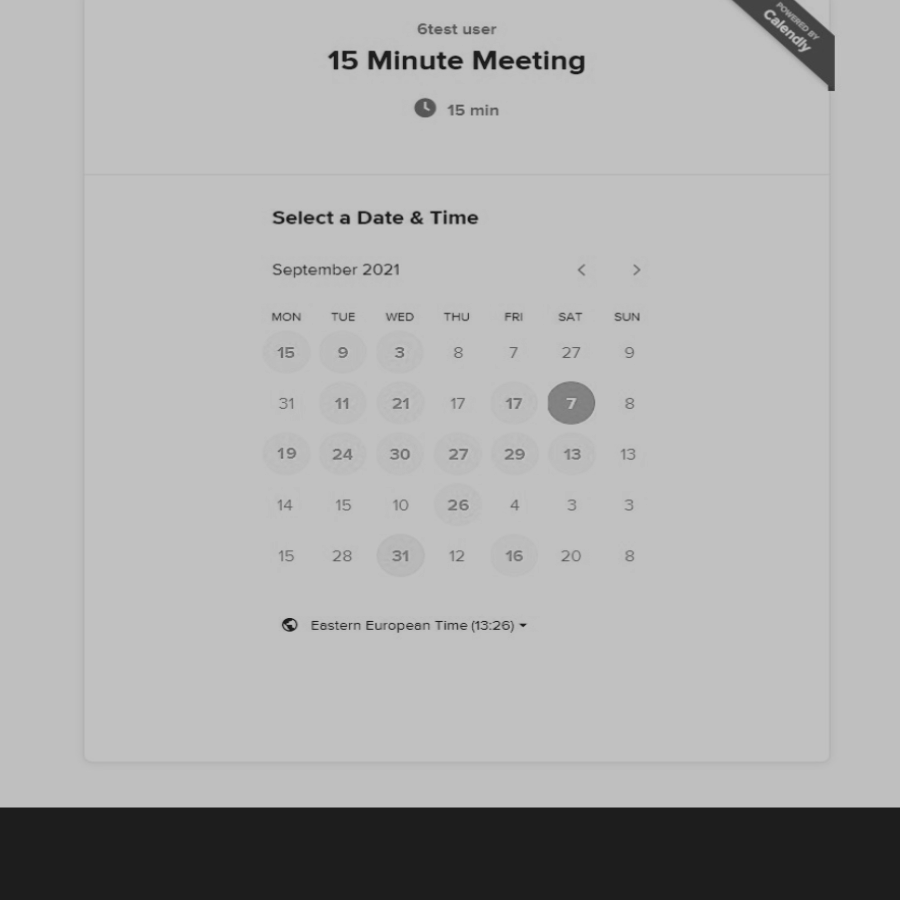 POWERED BY
Calendly
6test user
15 Minute Meeting
15 min
Select a Date & Time
September 2021
MON TUE WED THU FRI SAT SUN
15 9 3 8 7 27 9
31 11 21 17 17 7 8
19 24 30 27 29 13 13
14 15 10 26 4 3 3
15 28 31 12 16 20 8
Eastern European Time (13:26)